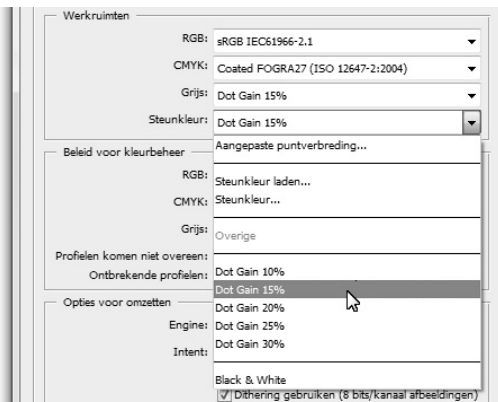 Werkruimten
RGB: sRGB IEC61966-2.1
CMYK: Coated FOGRA27 (ISO 12647-2:2004)
Grijs: Dot Gain 15%
Steunkleur: Dot Gain 15%
Aangepaste puntverbreding...
Beleid voor kleurbeheer
RGB: Steunkleur laden...
CMYK: Steunkleur...
Grijs: Overige
Profielen komen niet overeen:
Ontbrekende profielen: Dot Gain 10%
Dot Gain 15%
Opties voor omzetten Dot Gain 20%
Engine: Dot Gain 25%
Dot Gain 30%
Intent:
Black & White
Dithering gebruiken (8 bits/kanaal afbeeldingen)